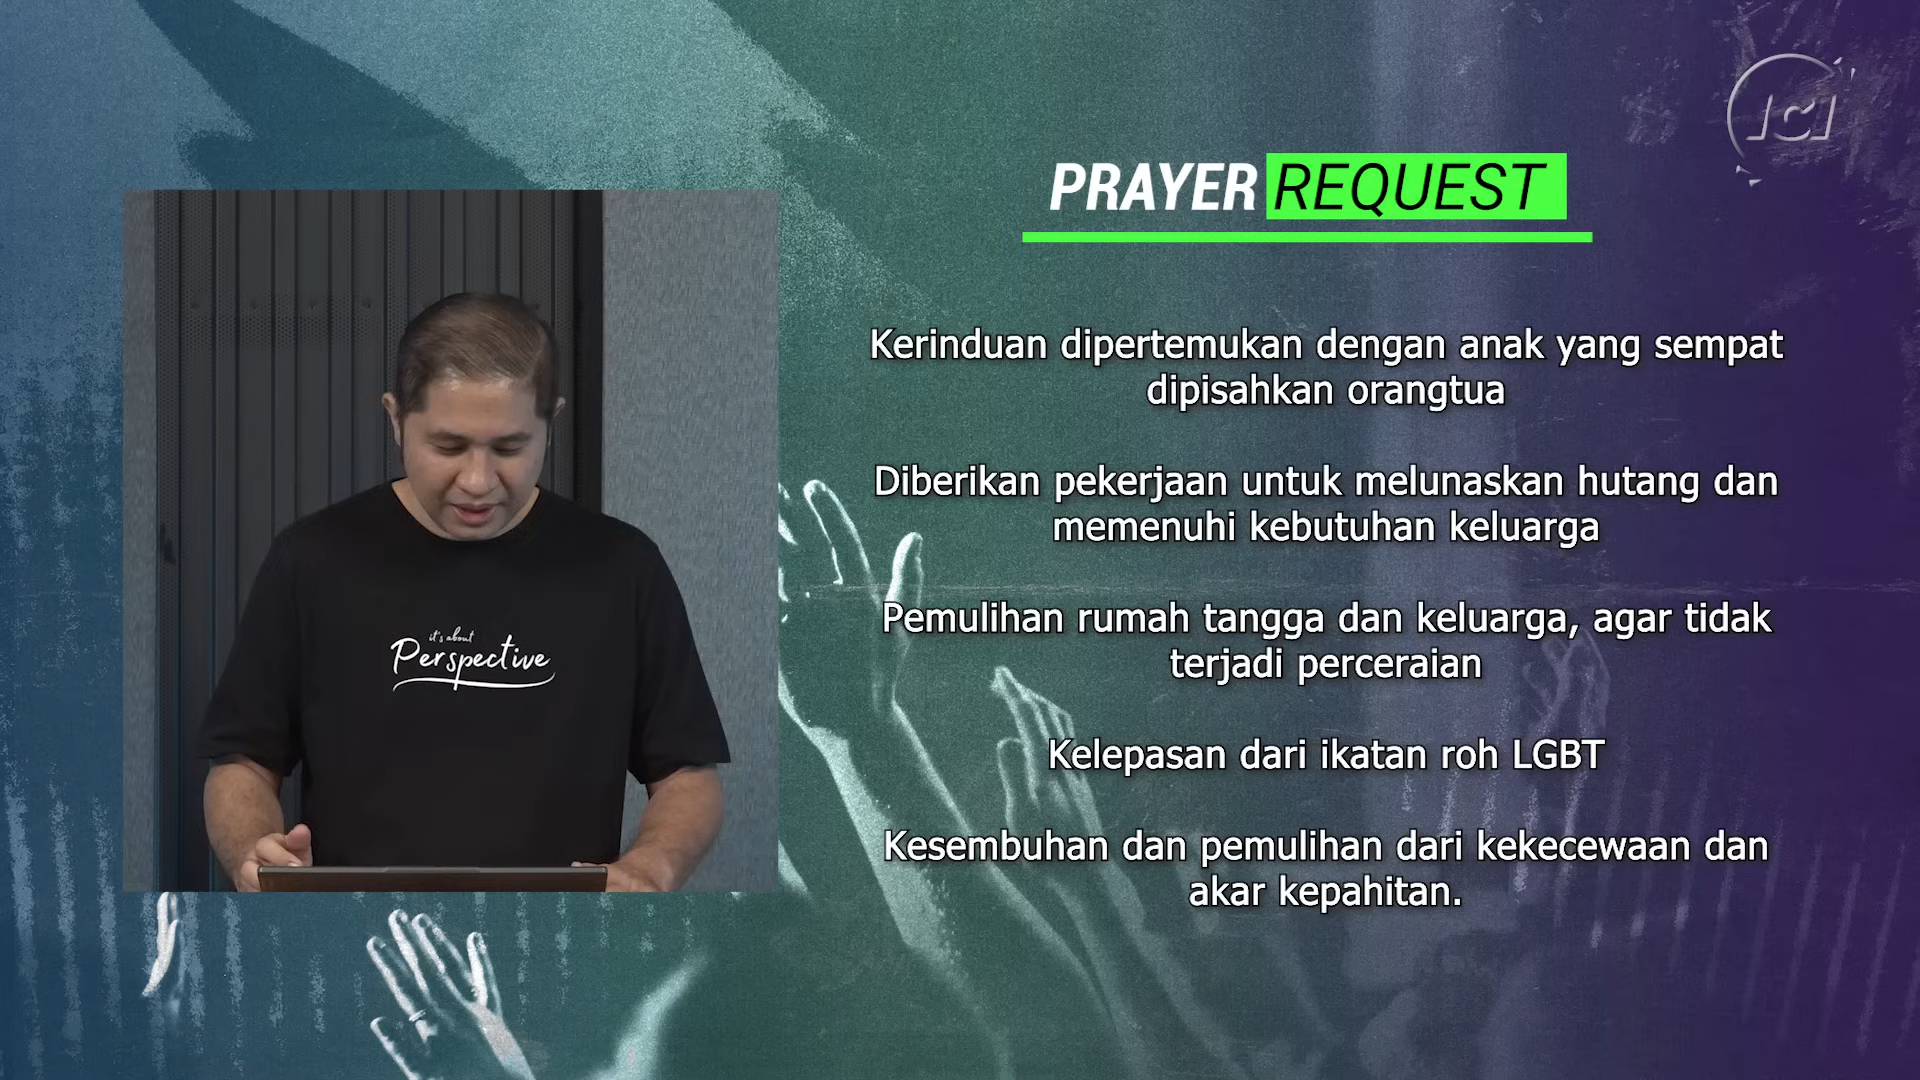 ICI
PRAYER REQUEST
Kerinduan dipertemukan dengan anak yang sempat
dipisahkan orangtua
Diberikan pekerjaan untuk melunaskan hutang dan
memenuhi kebutuhan keluarga
Pemulihan rumah tangga dan keluarga, agar tidak
terjadi perceraian
Kelepasan dari ikatan roh LGBT
Kesembuhan dan pemulihan dari kekecewaan dan
akar kepahitan.
it's about
Perspective